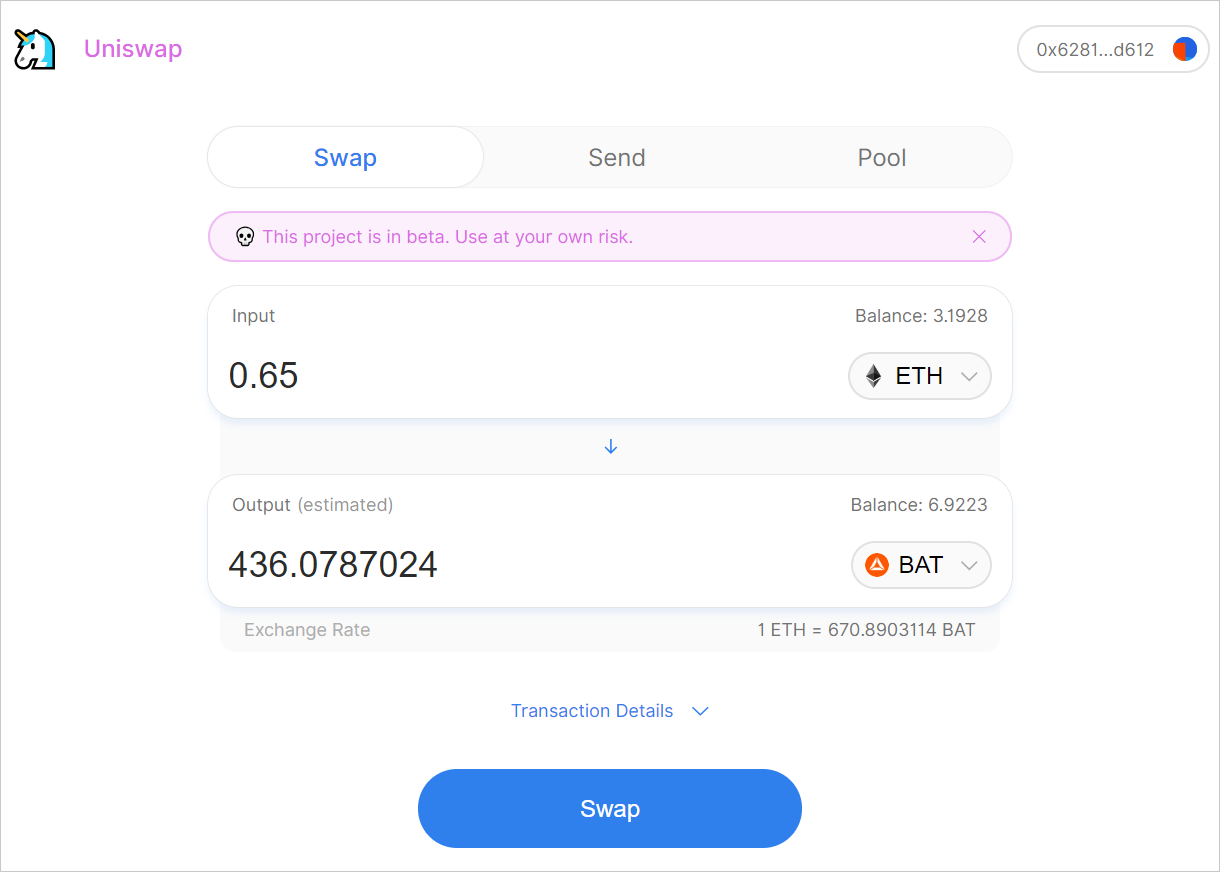 Uniswap
0x6281...d612
Swap
Send
Pool
This project is in beta. Use at your own risk.
Input
Balance: 3.1928
0.65
ETH
Output (estimated)
Balance: 6.9223
436.0787024
BAT
Exchange Rate
1 ETH = 670.8903114 BAT
Transaction Details
Swap